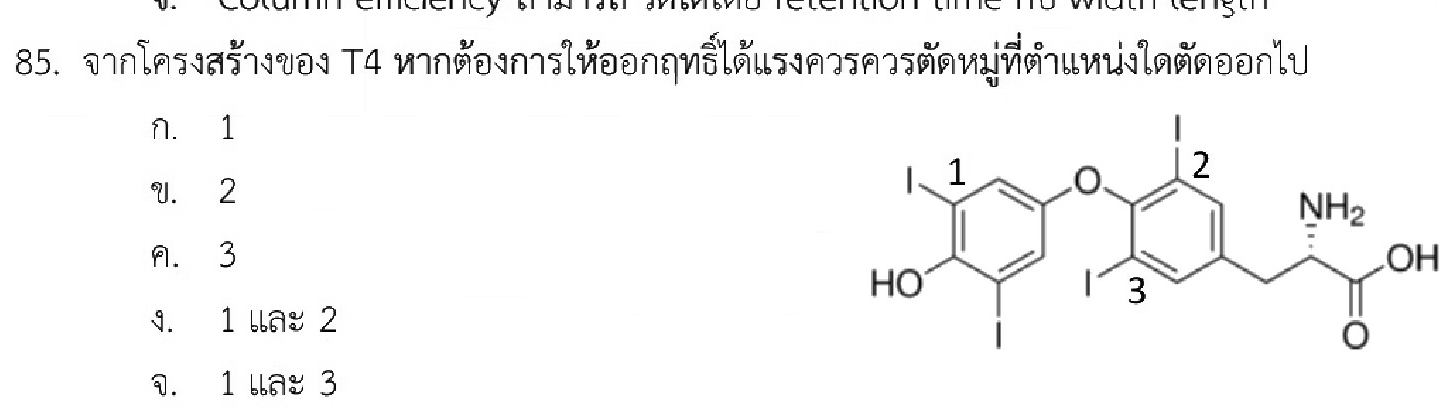 85. จากโครงสร้างของ T4 หากต้องการให้ออกฤทธิ์ได้แรงควรควรตัดหมู่ที่ตำแหน่งใดตัดออกไป
ก. 1
ข. 2
ค. 3
ง. 1 และ 2
จ. 1 และ 3
I 1 O I 2 NH2 OH
HO I I 3 O